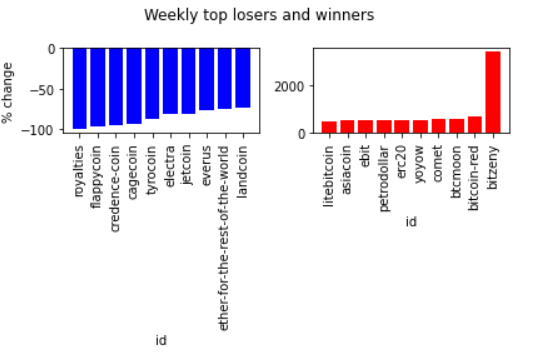 Weekly top losers and winners
% change
0
−50
−100
royalties
flappycoin
credence-coin
cagecoin
tyrocoin
electra
jetcoin
everus
ether-for-the-rest-of-the-world
landcoin
id
2000
0
litebitcoin
asiacoin
ebit
petrodollar
erc20
yoyow
comet
btcmoon
bitcoin-red
bitzeny
id